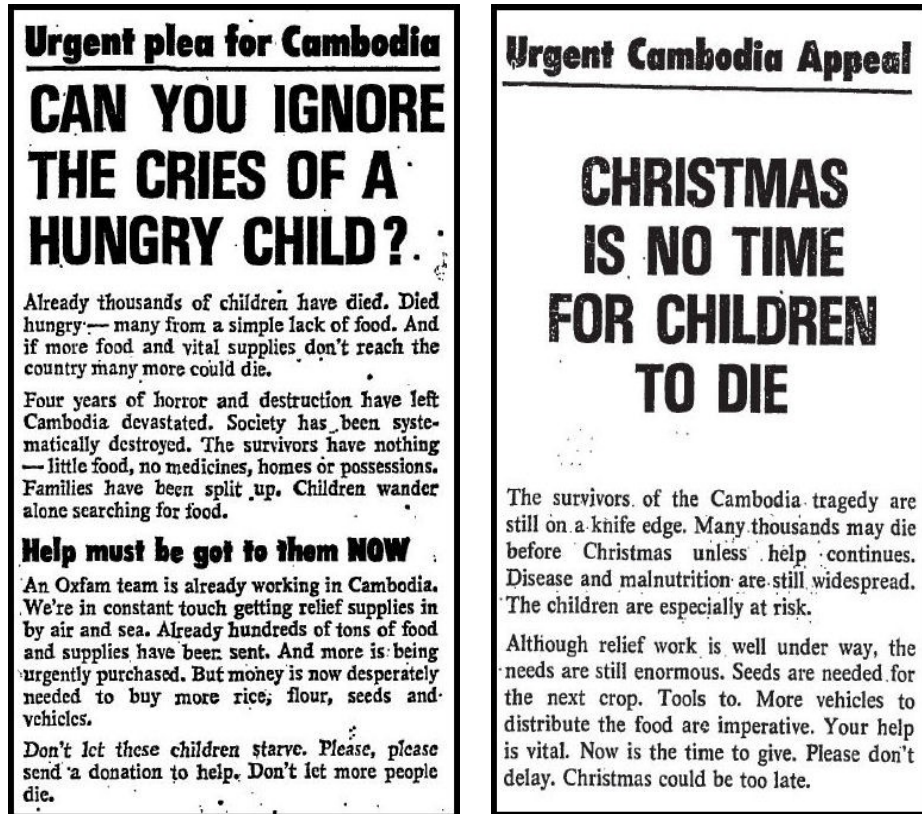 Urgent plea for Cambodia
CAN YOU IGNORE
THE CRIES OF A
HUNGRY CHILD?
Already thousands of children have died. Died
hungry — many from a simple lack of food. And
if more food and vital supplies don't reach the
country many more could die.
Four years of horror and destruction have left
Cambodia devastated. Society has been syste-
matically destroyed. The survivors have nothing
— little food, no medicines, homes or possessions.
Families have been split up. Children wander
alone searching for food.
Help must be got to them NOW
An Oxfam team is already working in Cambodia.
We're in constant touch getting relief supplies in
by air and sea. Already hundreds of tons of food
and supplies have been sent. And more is being
urgently purchased. But money is now desperately
needed to buy more rice, flour, seeds and
vehicles.
Don't let these children starve. Please, please
send a donation to help. Don't let more people
die.
Urgent Cambodia Appeal
CHRISTMAS
IS NO TIME
FOR CHILDREN
TO DIE
The survivors of the Cambodia tragedy are
still on a knife edge. Many thousands may die
before Christmas unless help continues.
Disease and malnutrition are still widespread.
The children are especially at risk.
Although relief work is well under way, the
needs are still enormous. Seeds are needed for
the next crop. Tools to. More vehicles to
distribute the food are imperative. Your help
is vital. Now is the time to give. Please don't
delay. Christmas could be too late.